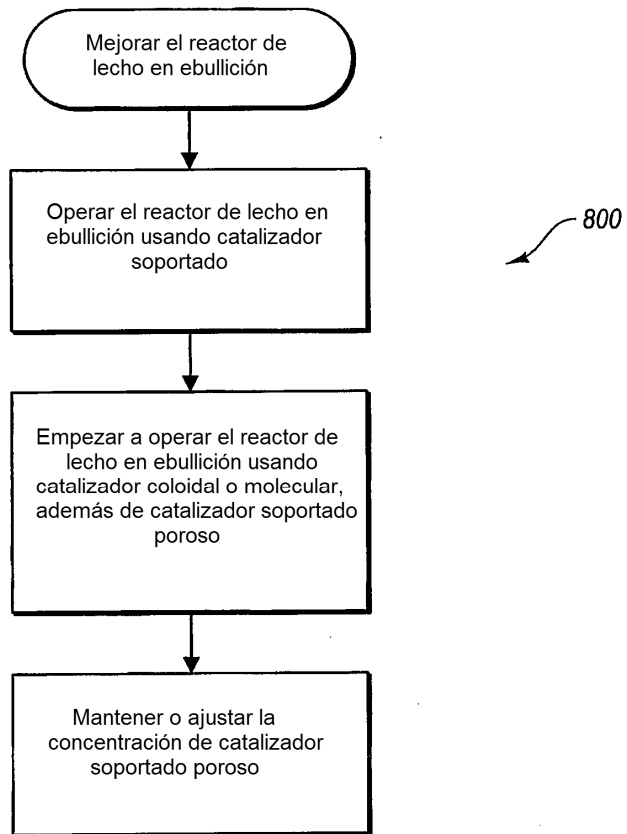 Mejorar el reactor de
lecho en ebullición
Operar el reactor de lecho en
ebullición usando catalizador
soportado
800
Empezar a operar el reactor de
lecho en ebullición usando
catalizador coloidal o molecular,
además de catalizador soportado
poroso
Mantener o ajustar la
concentración de catalizador
soportado poroso